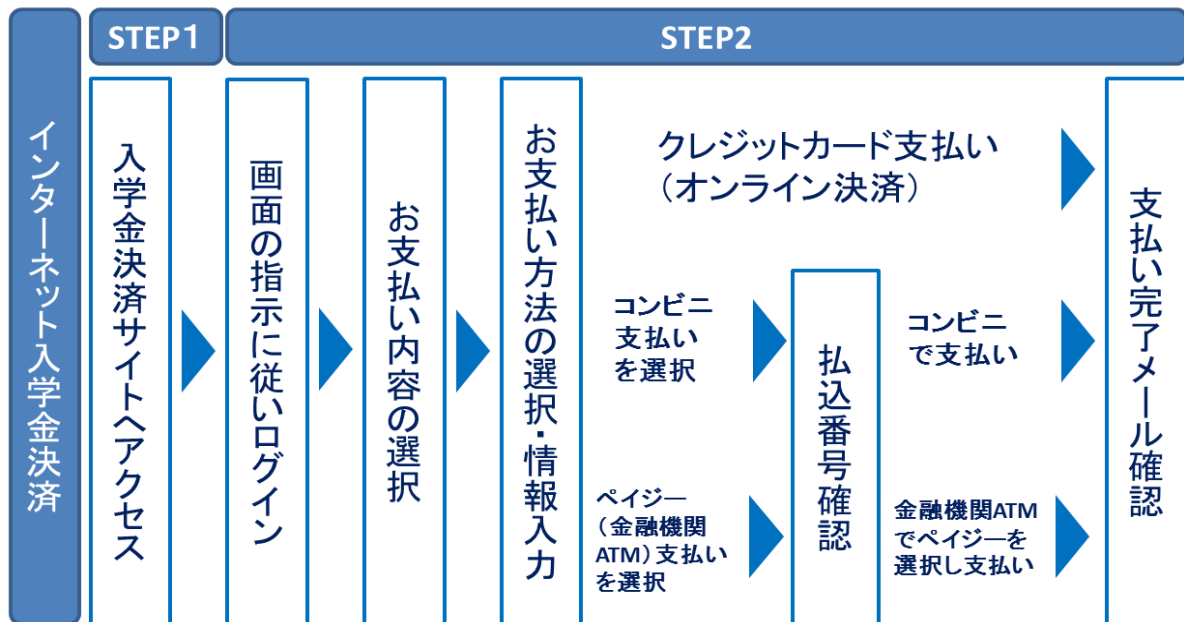 インターネット入学金決済
STEP1
STEP2
入学金決済サイトへアクセス
画面の指示に従いログイン
お支払い内容の選択
お支払い方法の選択・情報入力
クレジットカード支払い
（オンライン決済）
コンビニ
支払い
を選択
ペイジー
（金融機関
ATM）支払い
を選択
払込番号確認
コンビニ
で支払い
金融機関ATM
でペイジーを
選択し支払い
支払い完了メール確認